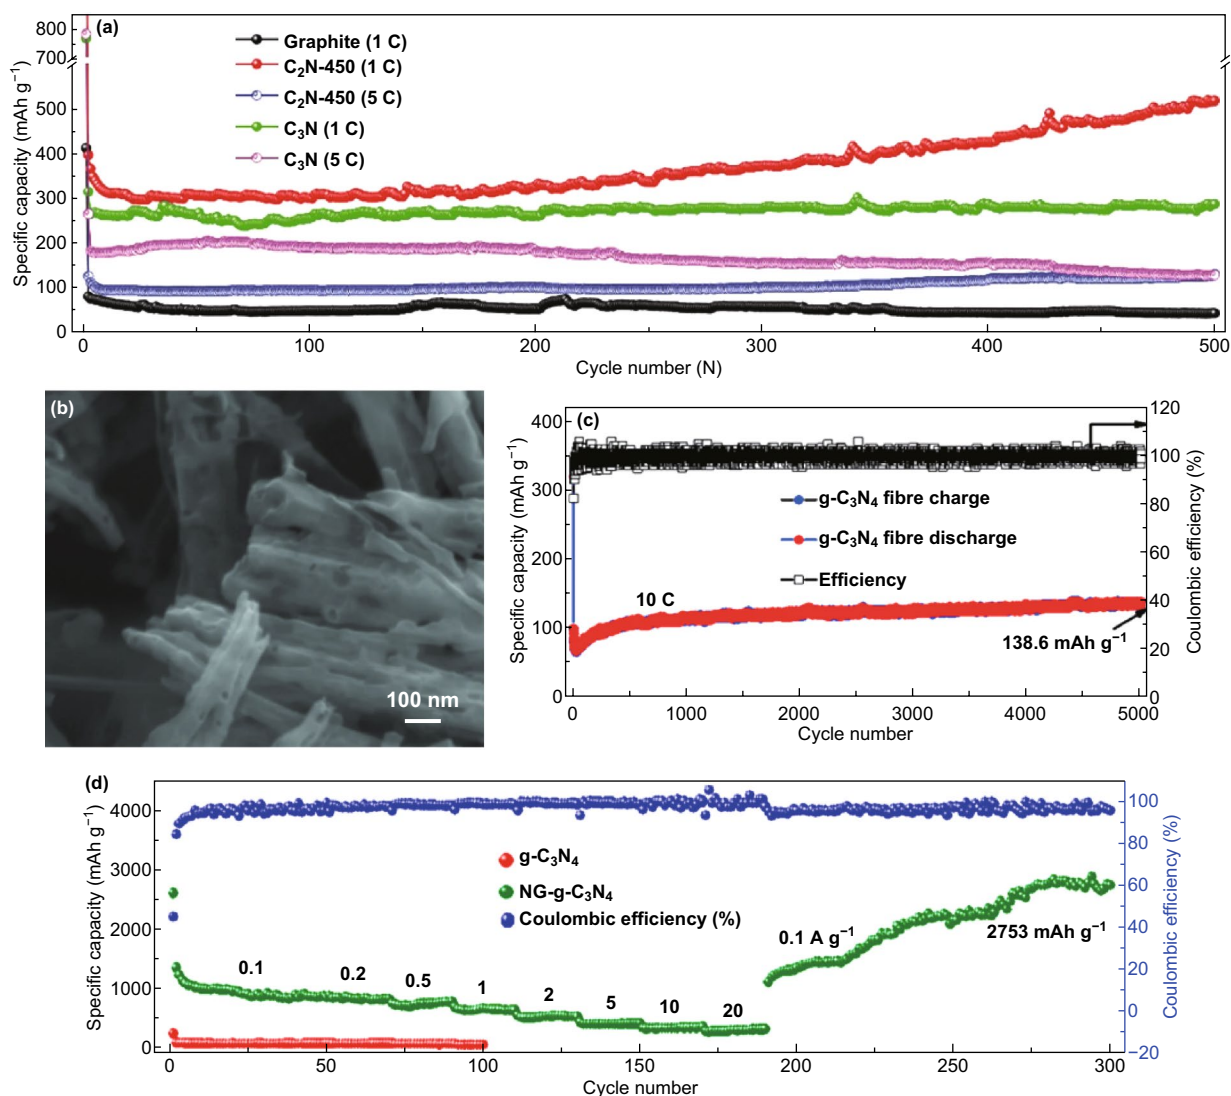 (a)
800
700
500
400
300
200
100
0
Specific capacity (mAh g⁻¹)
Graphite (1 C)
C₂N-450 (1 C)
C₂N-450 (5 C)
C₃N (1 C)
C₃N (5 C)
0 100 200 300 400 500
Cycle number (N)
(b)
100 nm
(c)
400
300
200
100
0
Specific capacity (mAh g⁻¹)
120
100
80
60
40
20
0
Coulombic efficiency (%)
g-C₃N₄ fibre charge
g-C₃N₄ fibre discharge
Efficiency
10 C
138.6 mAh g⁻¹
0 1000 2000 3000 4000 5000
Cycle number
(d)
4000
3000
2000
1000
0
Specific capacity (mAh g⁻¹)
100
80
60
40
20
0
−20
Coulombic efficiency (%)
g-C₃N₄
NG-g-C₃N₄
Coulombic efficiency (%)
0.1 0.2 0.5 1 2 5 10 20
0.1 A g⁻¹
2753 mAh g⁻¹
0 50 100 150 200 250 300
Cycle number